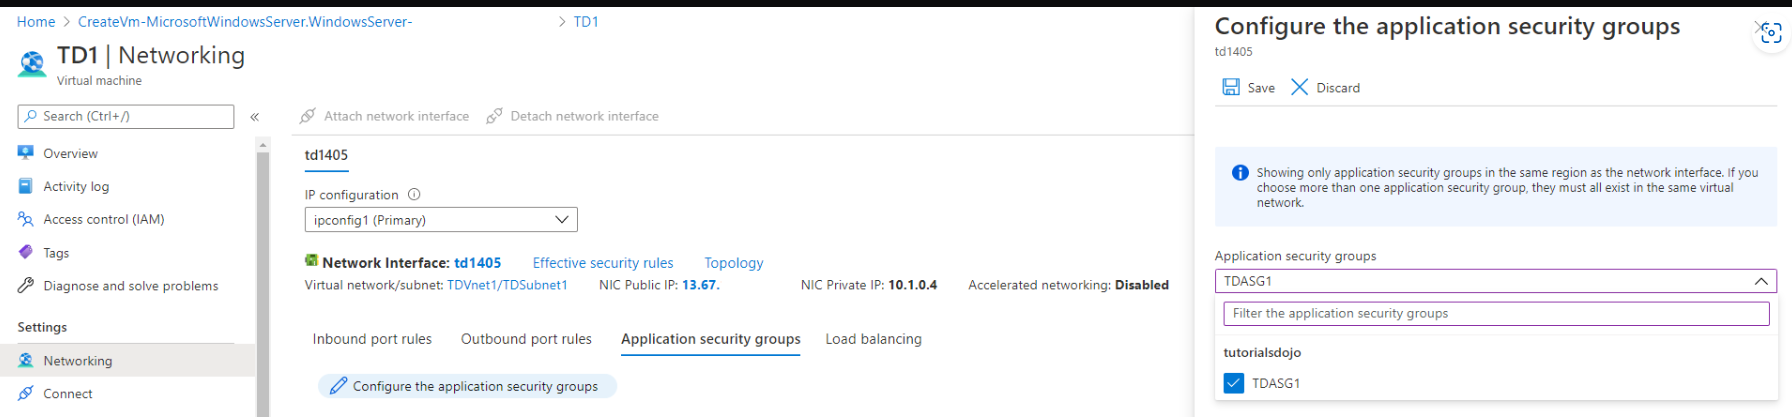 Home > CreateVm-MicrosoftWindowsServer.WindowsServer- > TD1
TD1 | Networking
Virtual machine
Search (Ctrl+/)
«
Overview
Activity log
Access control (IAM)
Tags
Diagnose and solve problems
Settings
Networking
Connect
Attach network interface Detach network interface
td1405
IP configuration
ipconfig1 (Primary)
Network Interface: td1405 Effective security rules Topology
Virtual network/subnet: TDVnet1/TDSubnet1 NIC Public IP: 13.67. NIC Private IP: 10.1.0.4 Accelerated networking: Disabled
Inbound port rules Outbound port rules Application security groups Load balancing
Configure the application security groups
Configure the application security groups
td1405
Save Discard
Showing only application security groups in the same region as the network interface. If you
choose more than one application security group, they must all exist in the same virtual
network.
Application security groups
TDASG1
Filter the application security groups
tutorialsdojo
TDASG1